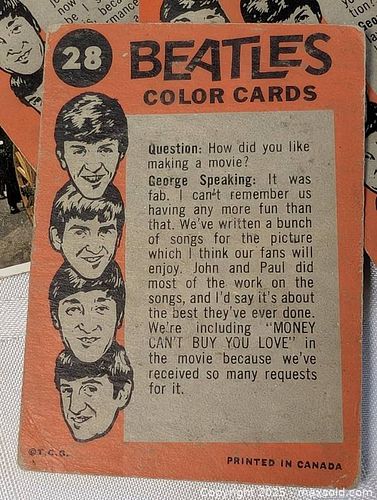 28
BEATLES
COLOR CARDS
Question: How did you like
making a movie?
George Speaking: It was
fab. I can't remember us
having any more fun than
that. We've written a bunch
of songs for the picture
which I think our fans will
enjoy. John and Paul did
most of the work on the
songs, and I'd say it's about
the best they've ever done.
We're including "MONEY
CAN'T BUY YOU LOVE" in
the movie because we've
received so many requests
for it.
©T.C.G.
PRINTED IN CANADA
Copyright 2025 - maxsold.com